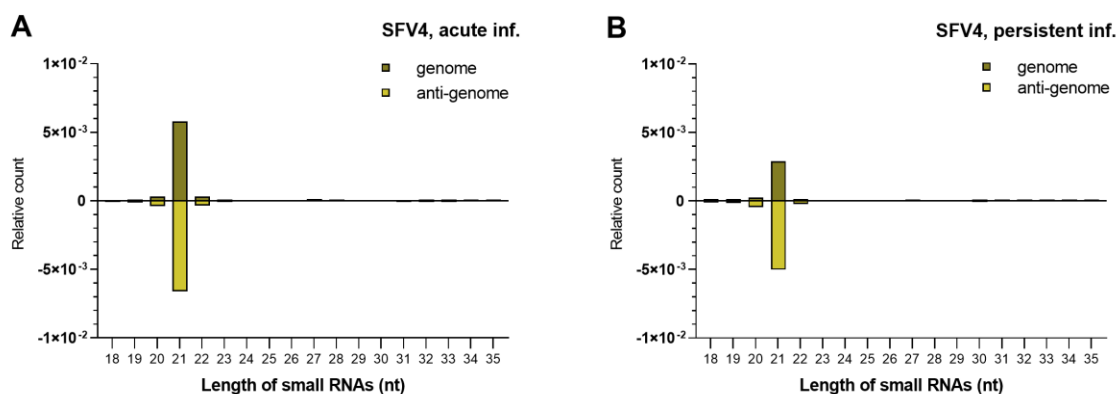 A
SFV4, acute inf.
genome
anti-genome
1×10⁻²
5×10⁻³
0
-5×10⁻³
-1×10⁻²
Relative count
18 19 20 21 22 23 24 25 26 27 28 29 30 31 32 33 34 35
Length of small RNAs (nt)
B
SFV4, persistent inf.
genome
anti-genome
1×10⁻²
5×10⁻³
0
-5×10⁻³
-1×10⁻²
Relative count
18 19 20 21 22 23 24 25 26 27 28 29 30 31 32 33 34 35
Length of small RNAs (nt)